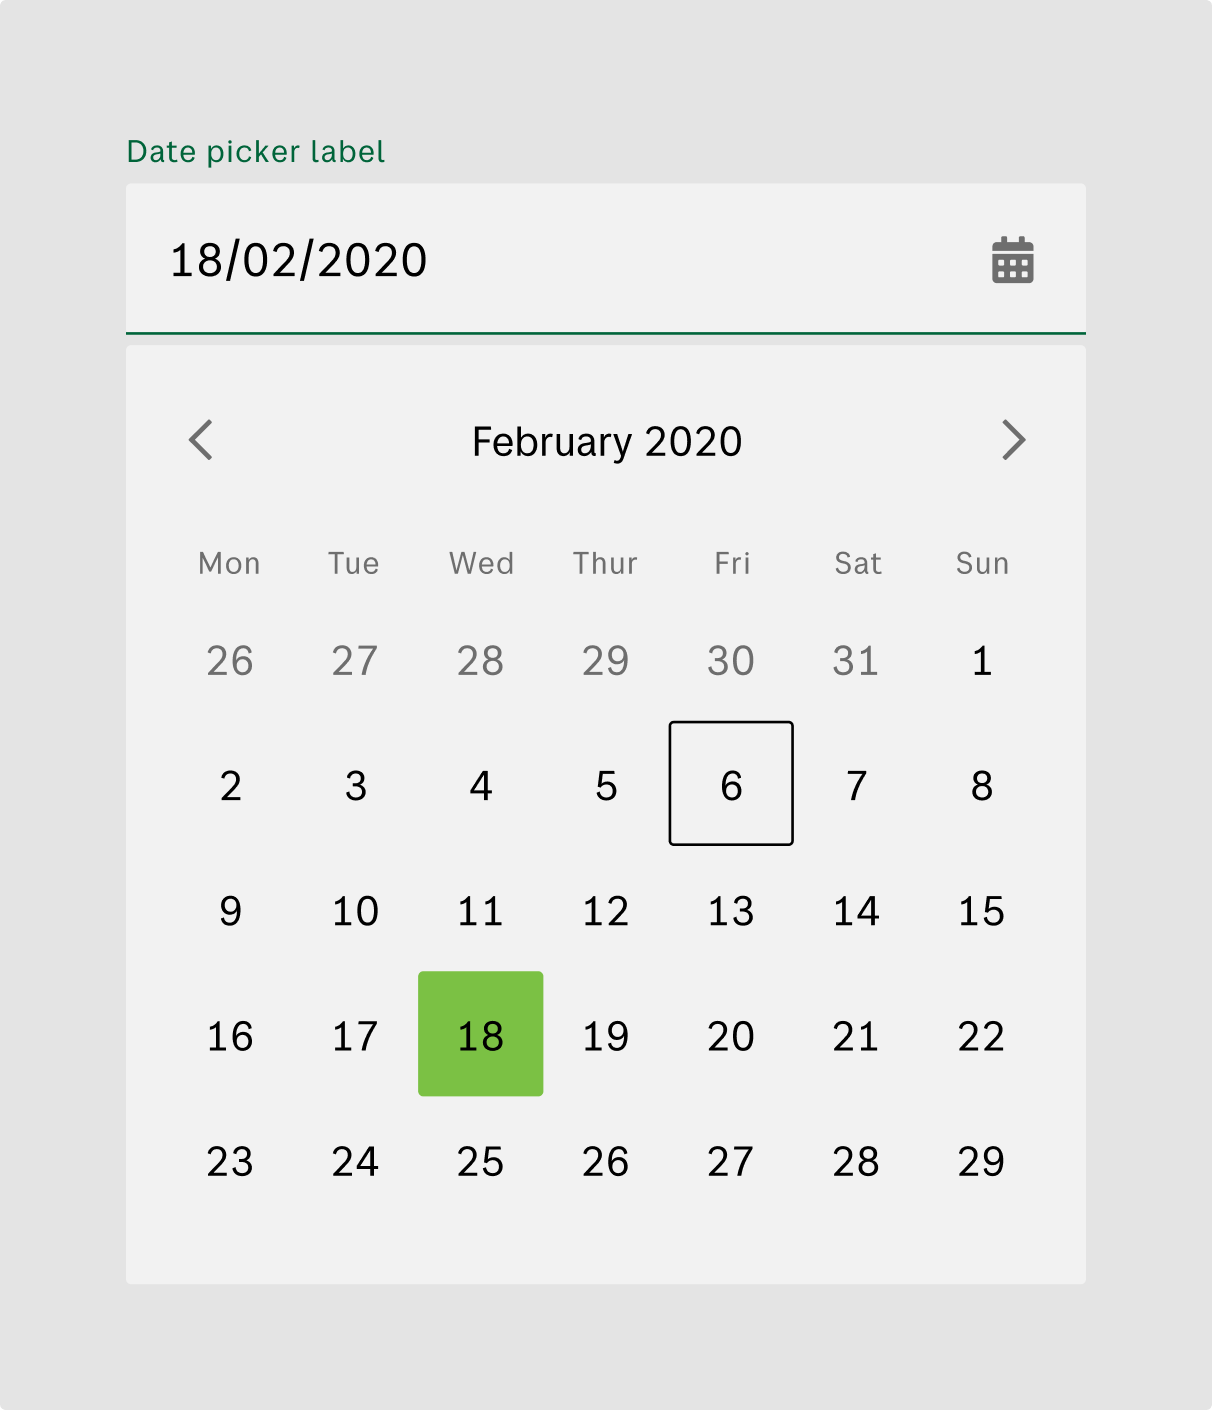 Date picker label
18/02/2020
February 2020
Mon Tue Wed Thur Fri Sat Sun
26 27 28 29 30 31 1
2 3 4 5 6 7 8
9 10 11 12 13 14 15
16 17 18 19 20 21 22
23 24 25 26 27 28 29